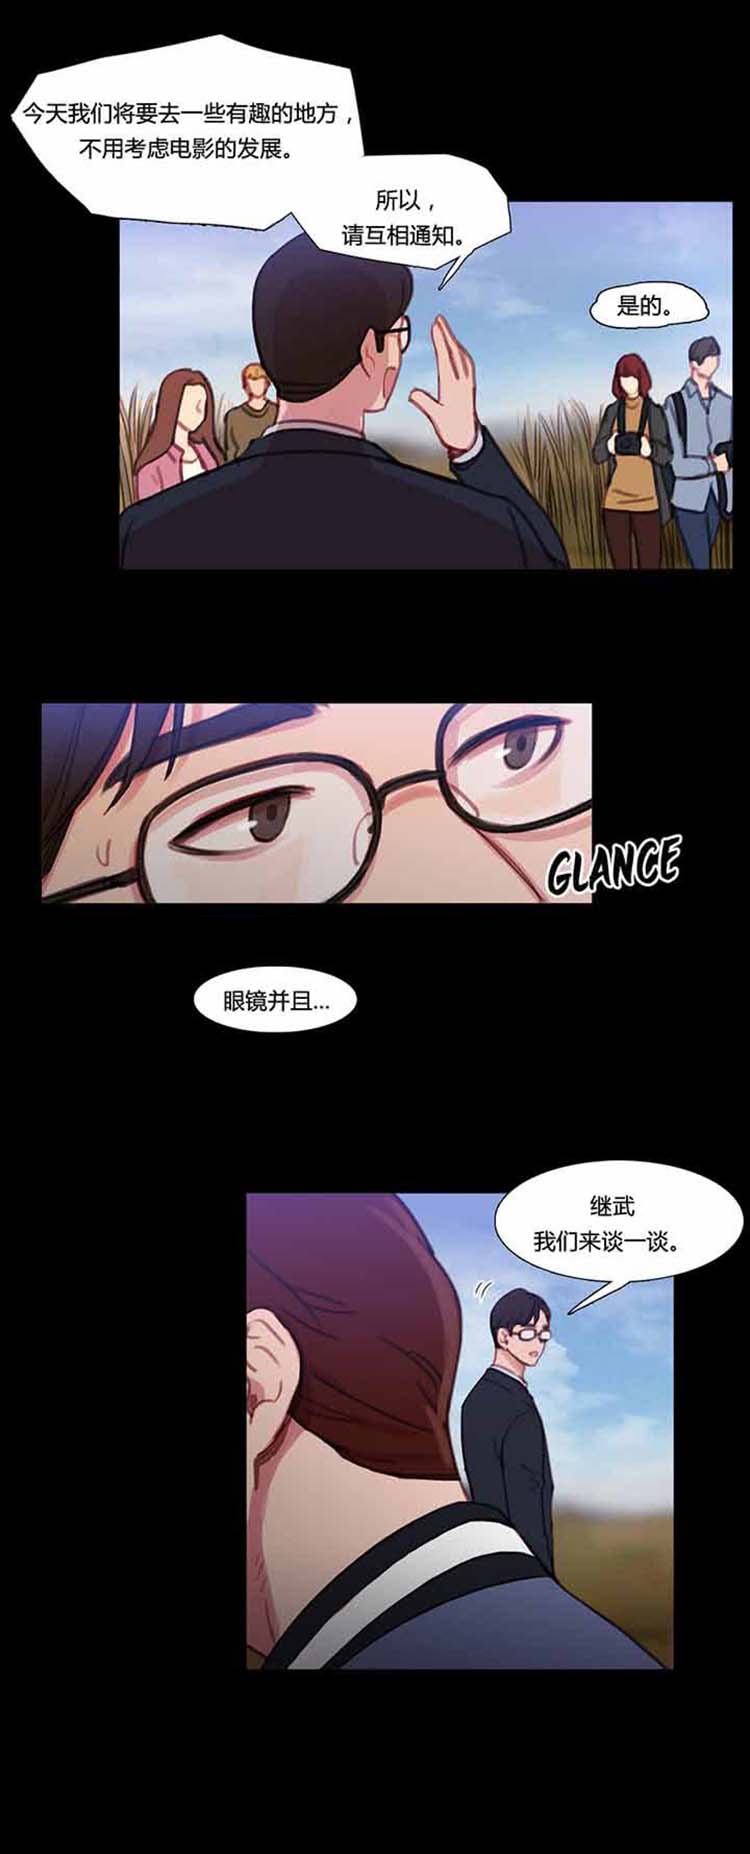 今天我们将要去一些有趣的地方，
不用考虑电影的发展。
所以，
请互相通知。
是的。
GLANCE
眼镜并且...
继武
我们来谈一谈。